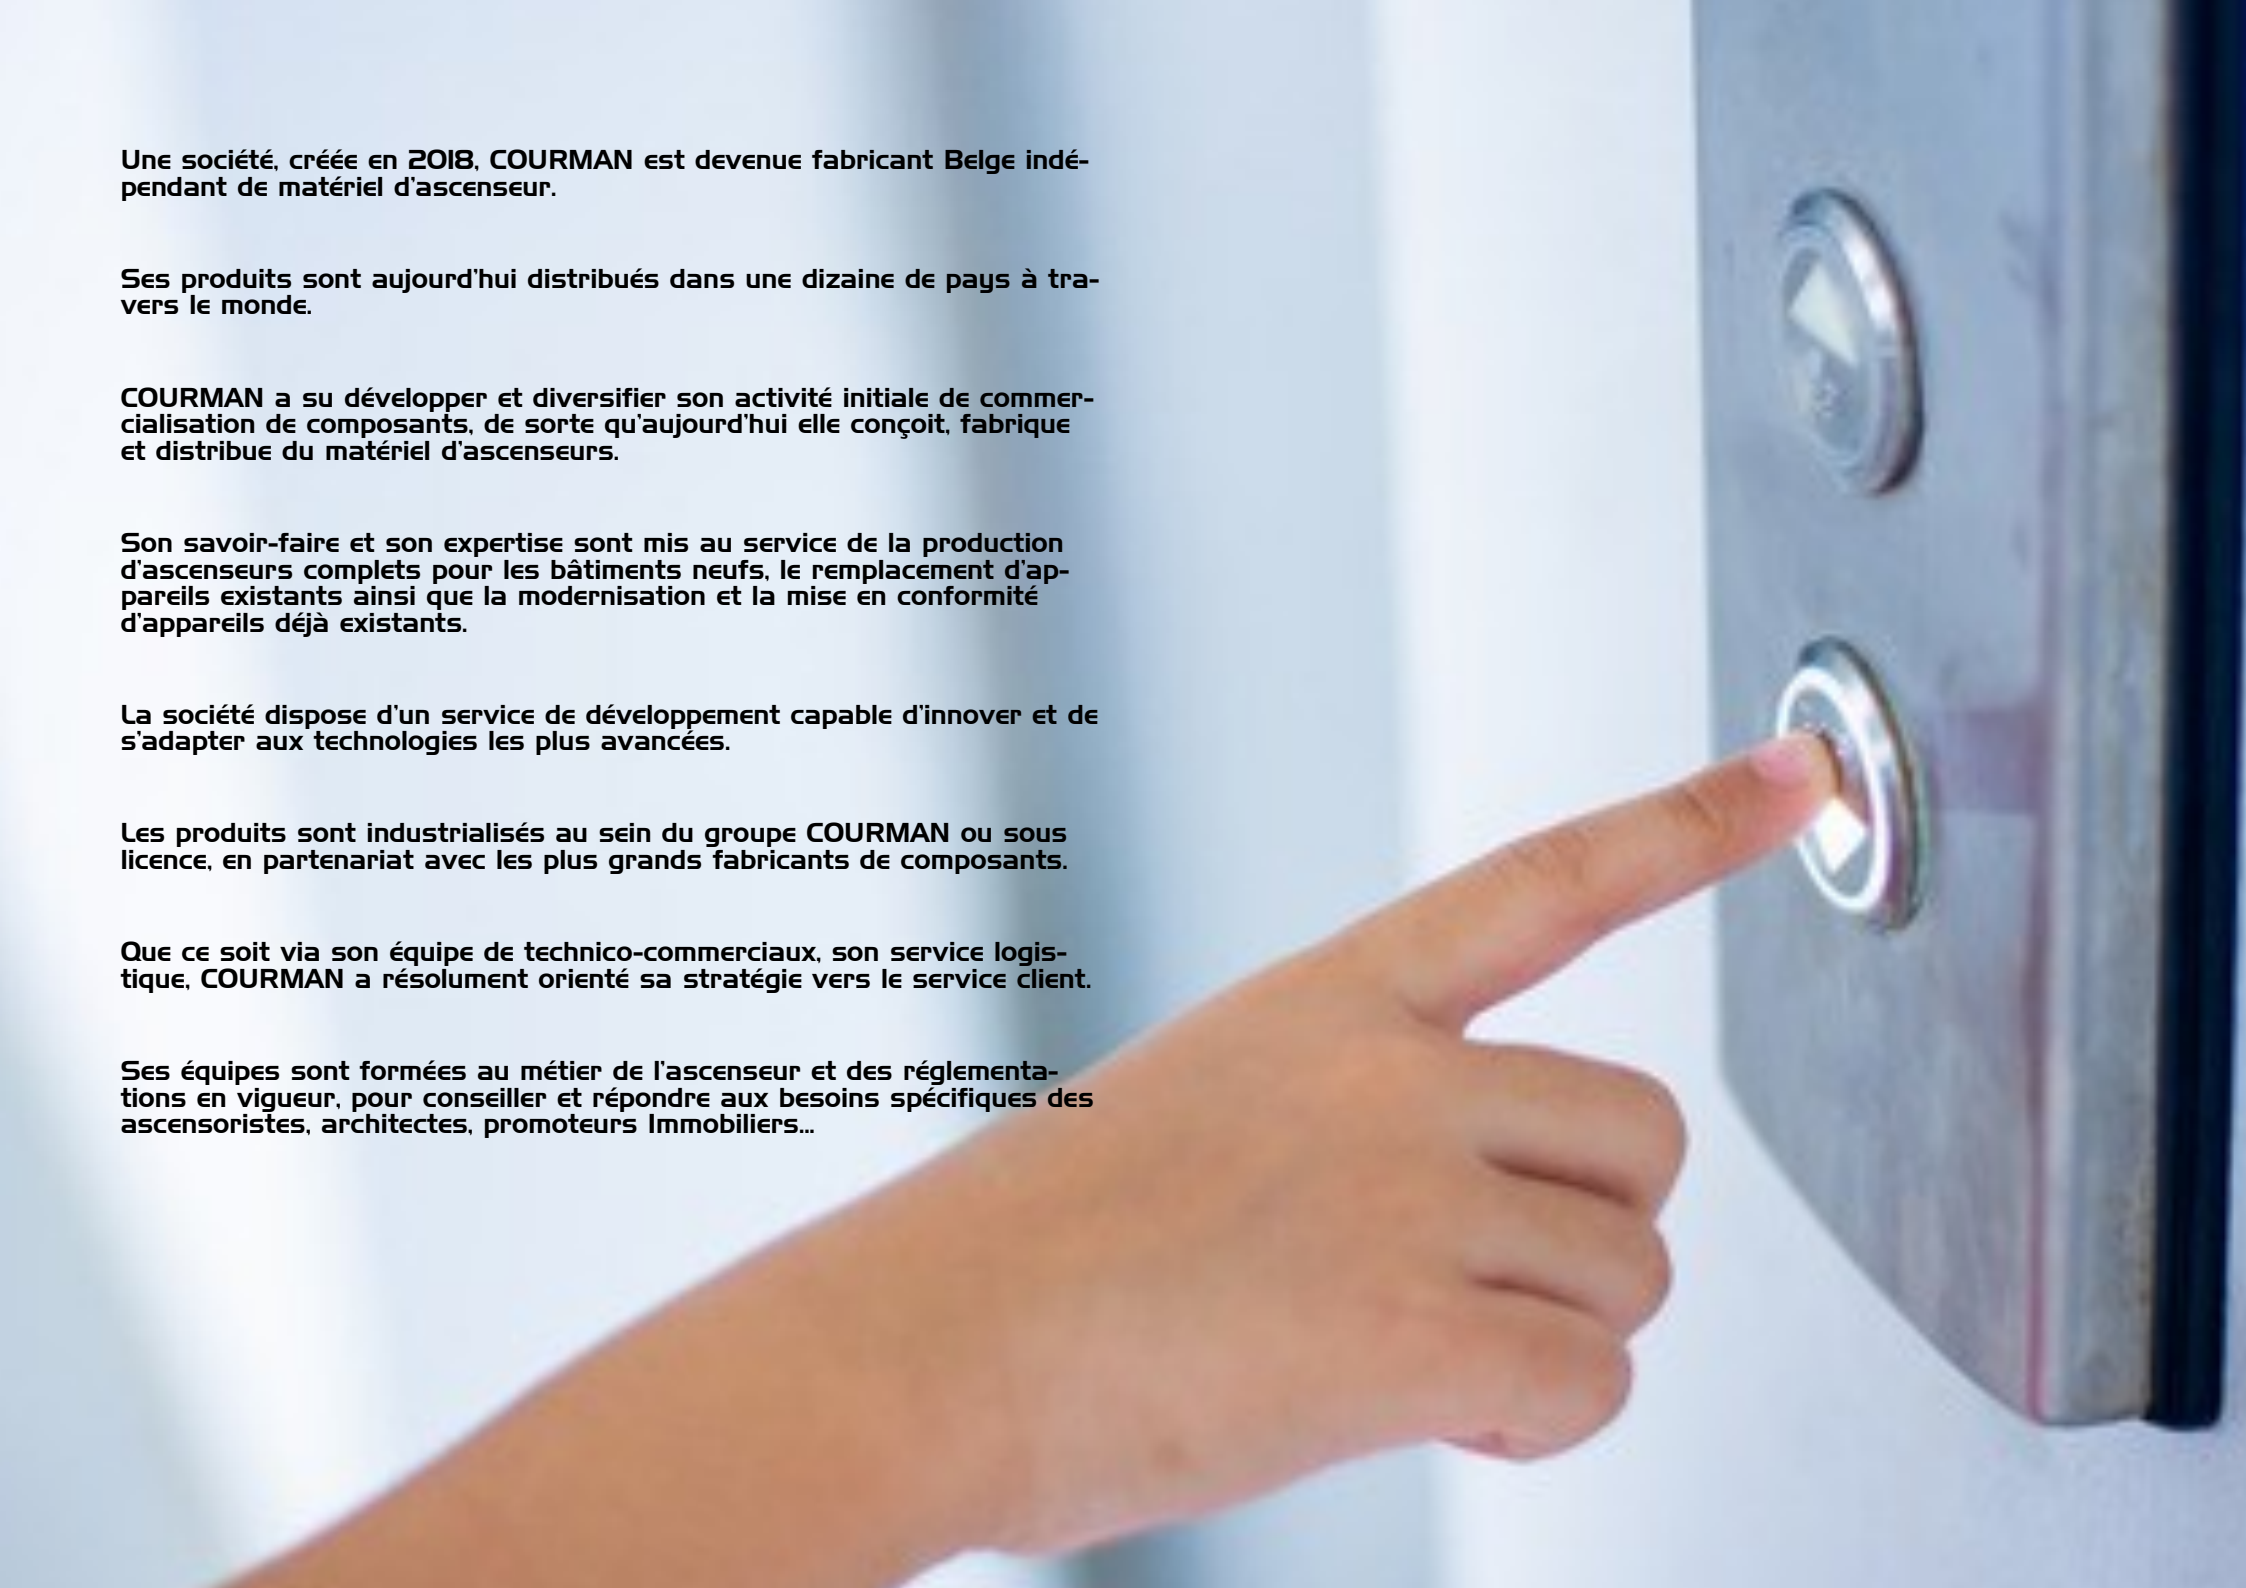 Une société, créée en 2018, COURMAN est devenue fabricant Belge indé-
pendant de matériel d'ascenseur.
Ses produits sont aujourd'hui distribués dans une dizaine de pays à tra-
vers le monde.
COURMAN a su développer et diversifier son activité initiale de commer-
cialisation de composants, de sorte qu'aujourd'hui elle conçoit, fabrique
et distribue du matériel d'ascenseurs.
Son savoir-faire et son expertise sont mis au service de la production
d'ascenseurs complets pour les bâtiments neufs, le remplacement d'ap-
pareils existants ainsi que la modernisation et la mise en conformité
d'appareils déjà existants.
La société dispose d'un service de développement capable d'innover et de
s'adapter aux technologies les plus avancées.
Les produits sont industrialisés au sein du groupe COURMAN ou sous
licence, en partenariat avec les plus grands fabricants de composants.
Que ce soit via son équipe de technico-commerciaux, son service logis-
tique, COURMAN a résolument orienté sa stratégie vers le service client.
Ses équipes sont formées au métier de l'ascenseur et des réglementa-
tions en vigueur, pour conseiller et répondre aux besoins spécifiques des
ascensoristes, architectes, promoteurs Immobiliers...